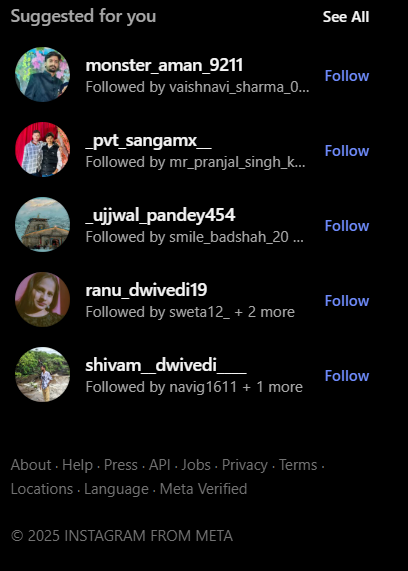 Suggested for you See All
monster_aman_9211
Followed by vaishnavi_sharma_0... Follow
_pvt_sangamx__
Followed by mr_pranjal_singh_k... Follow
_ujjwal_pandey454
Followed by smile_badshah_20 ... Follow
ranu_dwivedi19
Followed by sweta12_ + 2 more Follow
shivam__dwivedi____
Followed by navig1611 + 1 more Follow
About · Help · Press · API · Jobs · Privacy · Terms ·
Locations · Language · Meta Verified
© 2025 INSTAGRAM FROM META